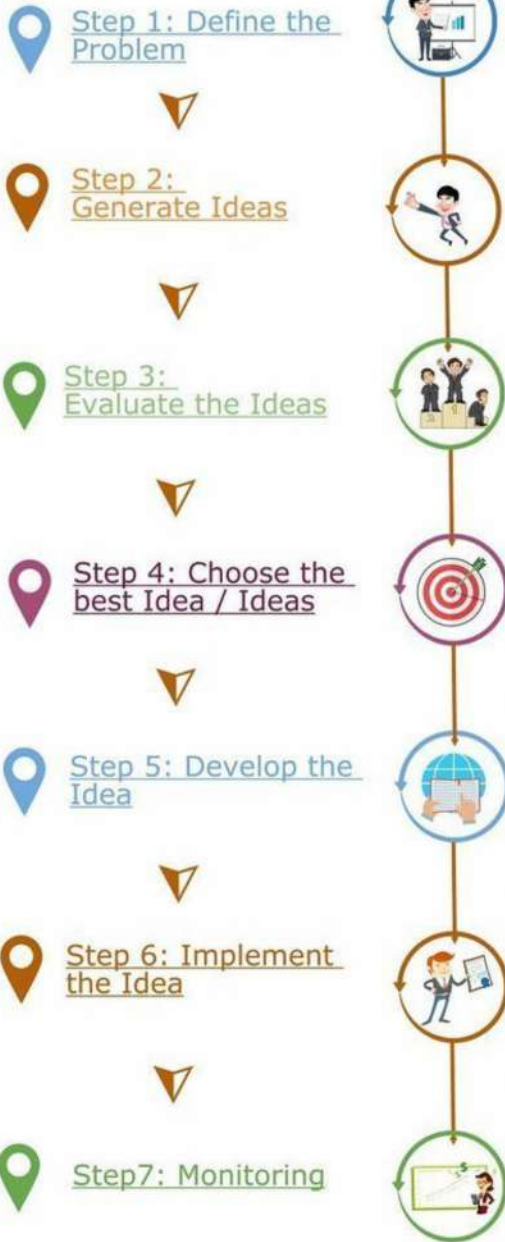 Step 1: Define the
Problem
Step 2:
Generate Ideas
Step 3:
Evaluate the Ideas
Step 4: Choose the
best Idea / Ideas
Step 5: Develop the
Idea
Step 6: Implement
the Idea
Step7: Monitoring